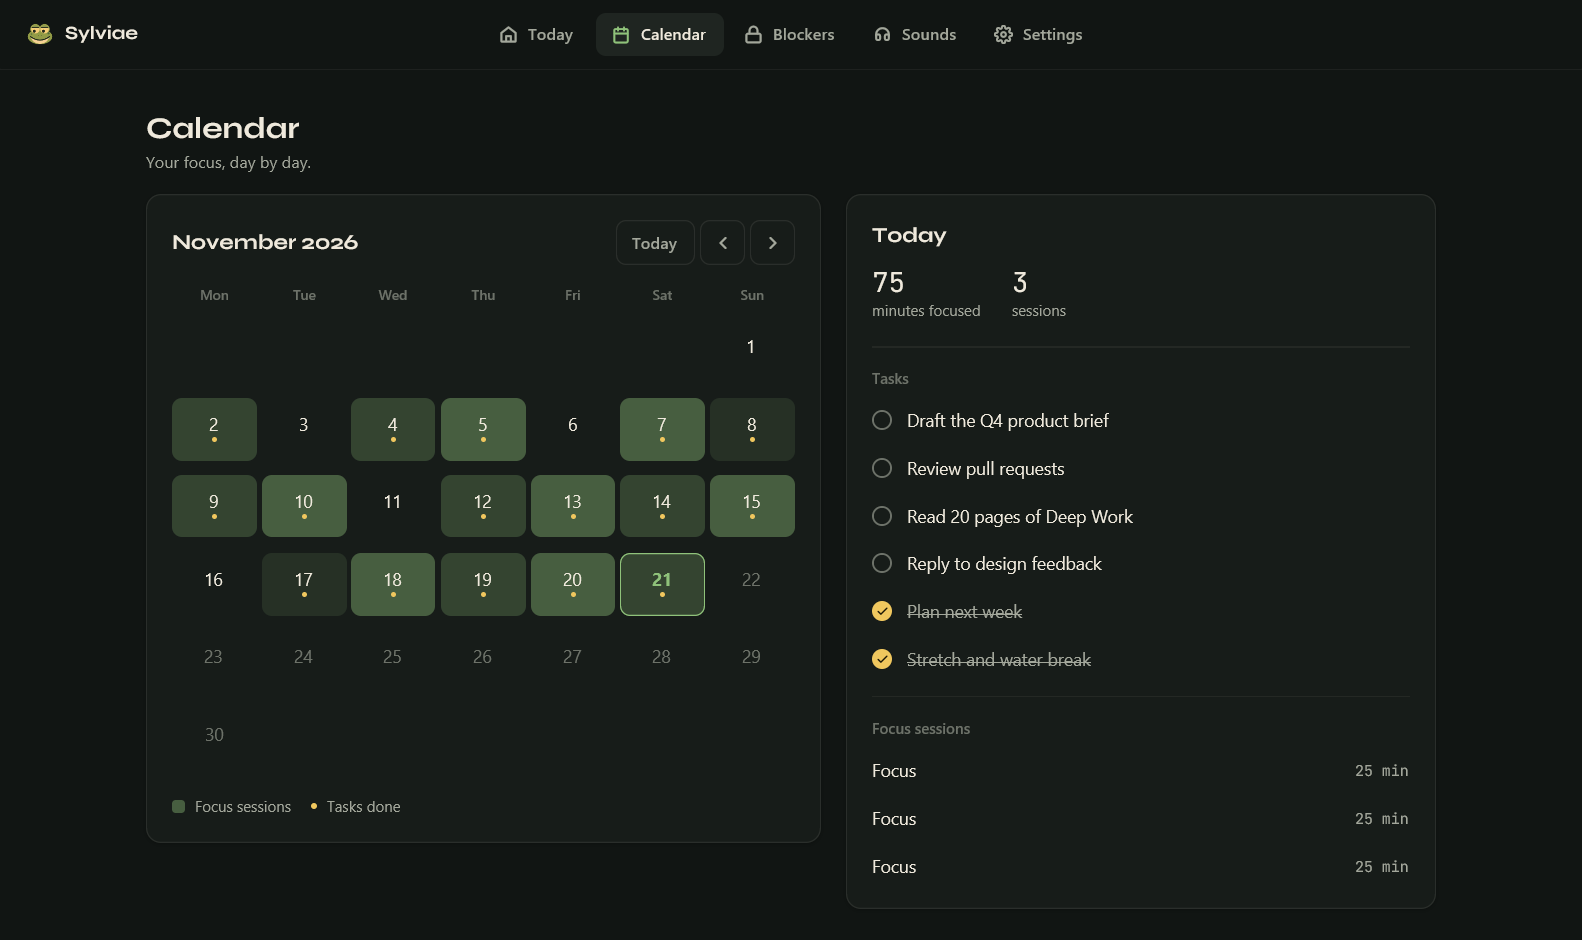 Sylviae
Today
Calendar
Blockers
Sounds
Settings
Calendar
Your focus, day by day.
November 2026
Today
Mon Tue Wed Thu Fri Sat Sun
1
2 3 4 5 6 7 8
9 10 11 12 13 14 15
16 17 18 19 20 21 22
23 24 25 26 27 28 29
30
Focus sessions
Tasks done
Today
75 3
minutes focused sessions
Tasks
Draft the Q4 product brief
Review pull requests
Read 20 pages of Deep Work
Reply to design feedback
Plan next week
Stretch and water break
Focus sessions
Focus 25 min
Focus 25 min
Focus 25 min